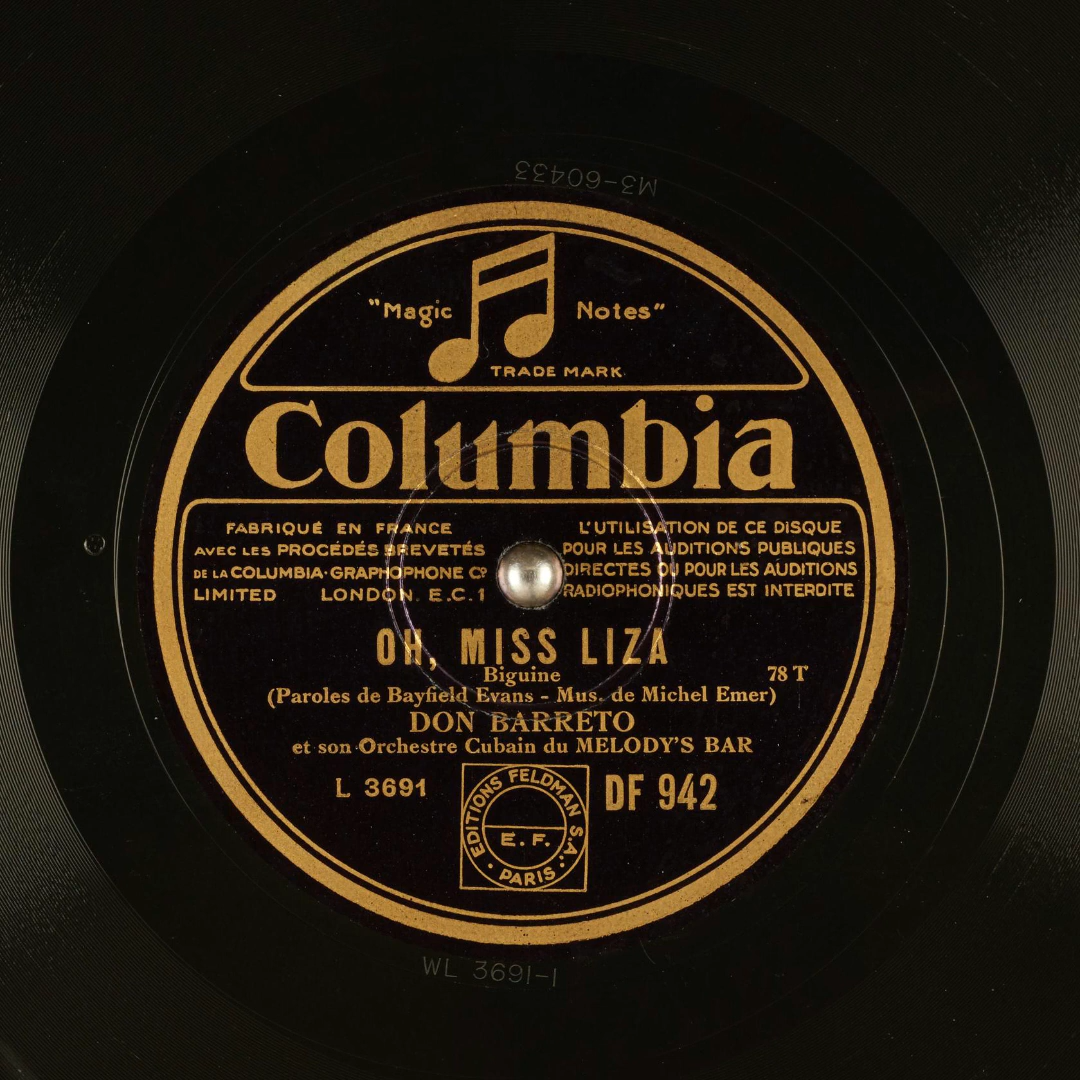 M3-60433
"Magic Notes"
TRADE MARK
Columbia
FABRIQUÉ EN FRANCE
AVEC LES PROCÉDÉS BREVETÉS
DE LA COLUMBIA·GRAPHOPHONE Cº
LIMITED LONDON. E.C.1
L'UTILISATION DE CE DISQUE
POUR LES AUDITIONS PUBLIQUES
DIRECTES OU POUR LES AUDITIONS
RADIOPHONIQUES EST INTERDITE
OH, MISS LIZA
Biguine
78 T
(Paroles de Bayfield Evans - Mus. de Michel Emer)
DON BARRETO
et son Orchestre Cubain du MELODY'S BAR
L 3691
DF 942
EDITIONS FELDMAN S.A.
E. F.
PARIS
WL 3691-1